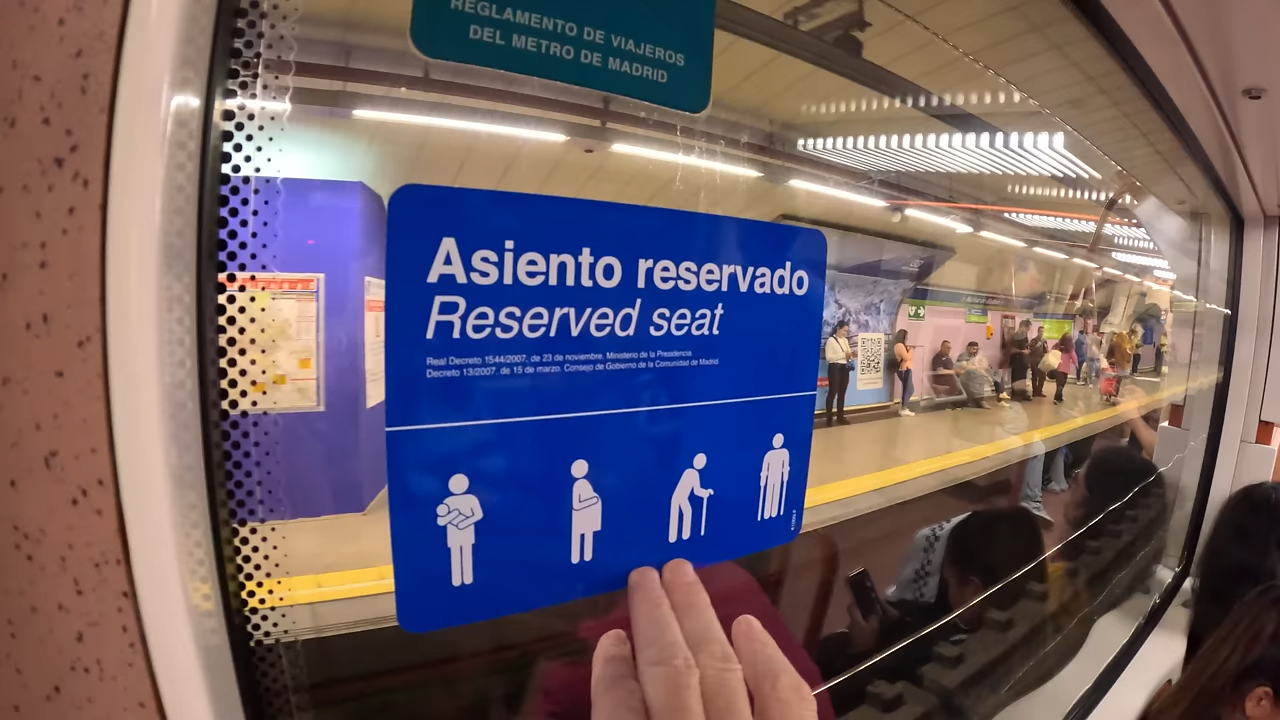 REGLAMENTO DE VIAJEROS
DEL METRO DE MADRID
Asiento reservado
Reserved seat
Real Decreto 1544/2007, de 23 de noviembre. Ministerio de la Presidencia
Decreto 13/2007, de 15 de marzo. Consejo de Gobierno de la Comunidad de Madrid.